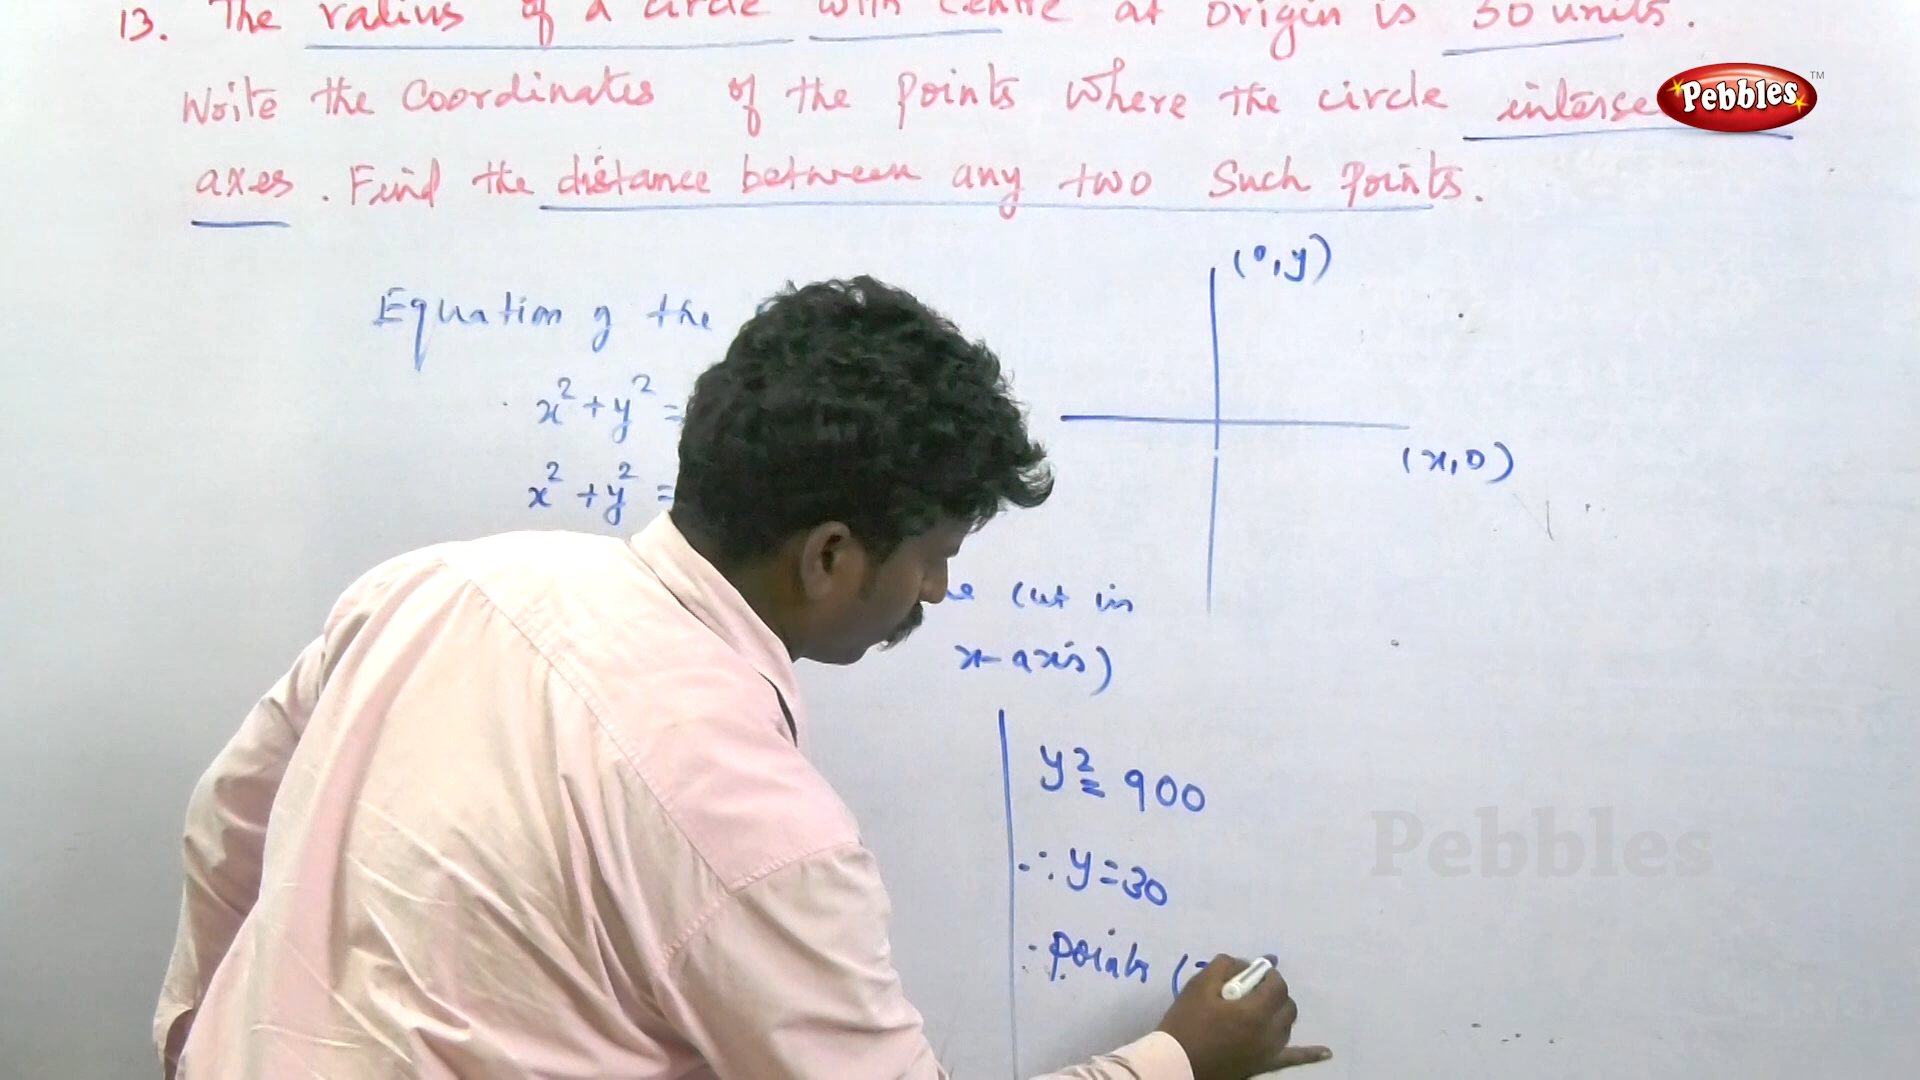 13. The radius of a circle with centre at origin is 30 units.
Write the Coordinates of the points where the circle
axes. Find the distance between any two Such points.
Pebbles TM
(0,y)
Equation of the
x²+y² =
(x,0)
x²+y² =
cut in
x-axis)
y² = 900
∴ y=30
Pebbles
∴ points (